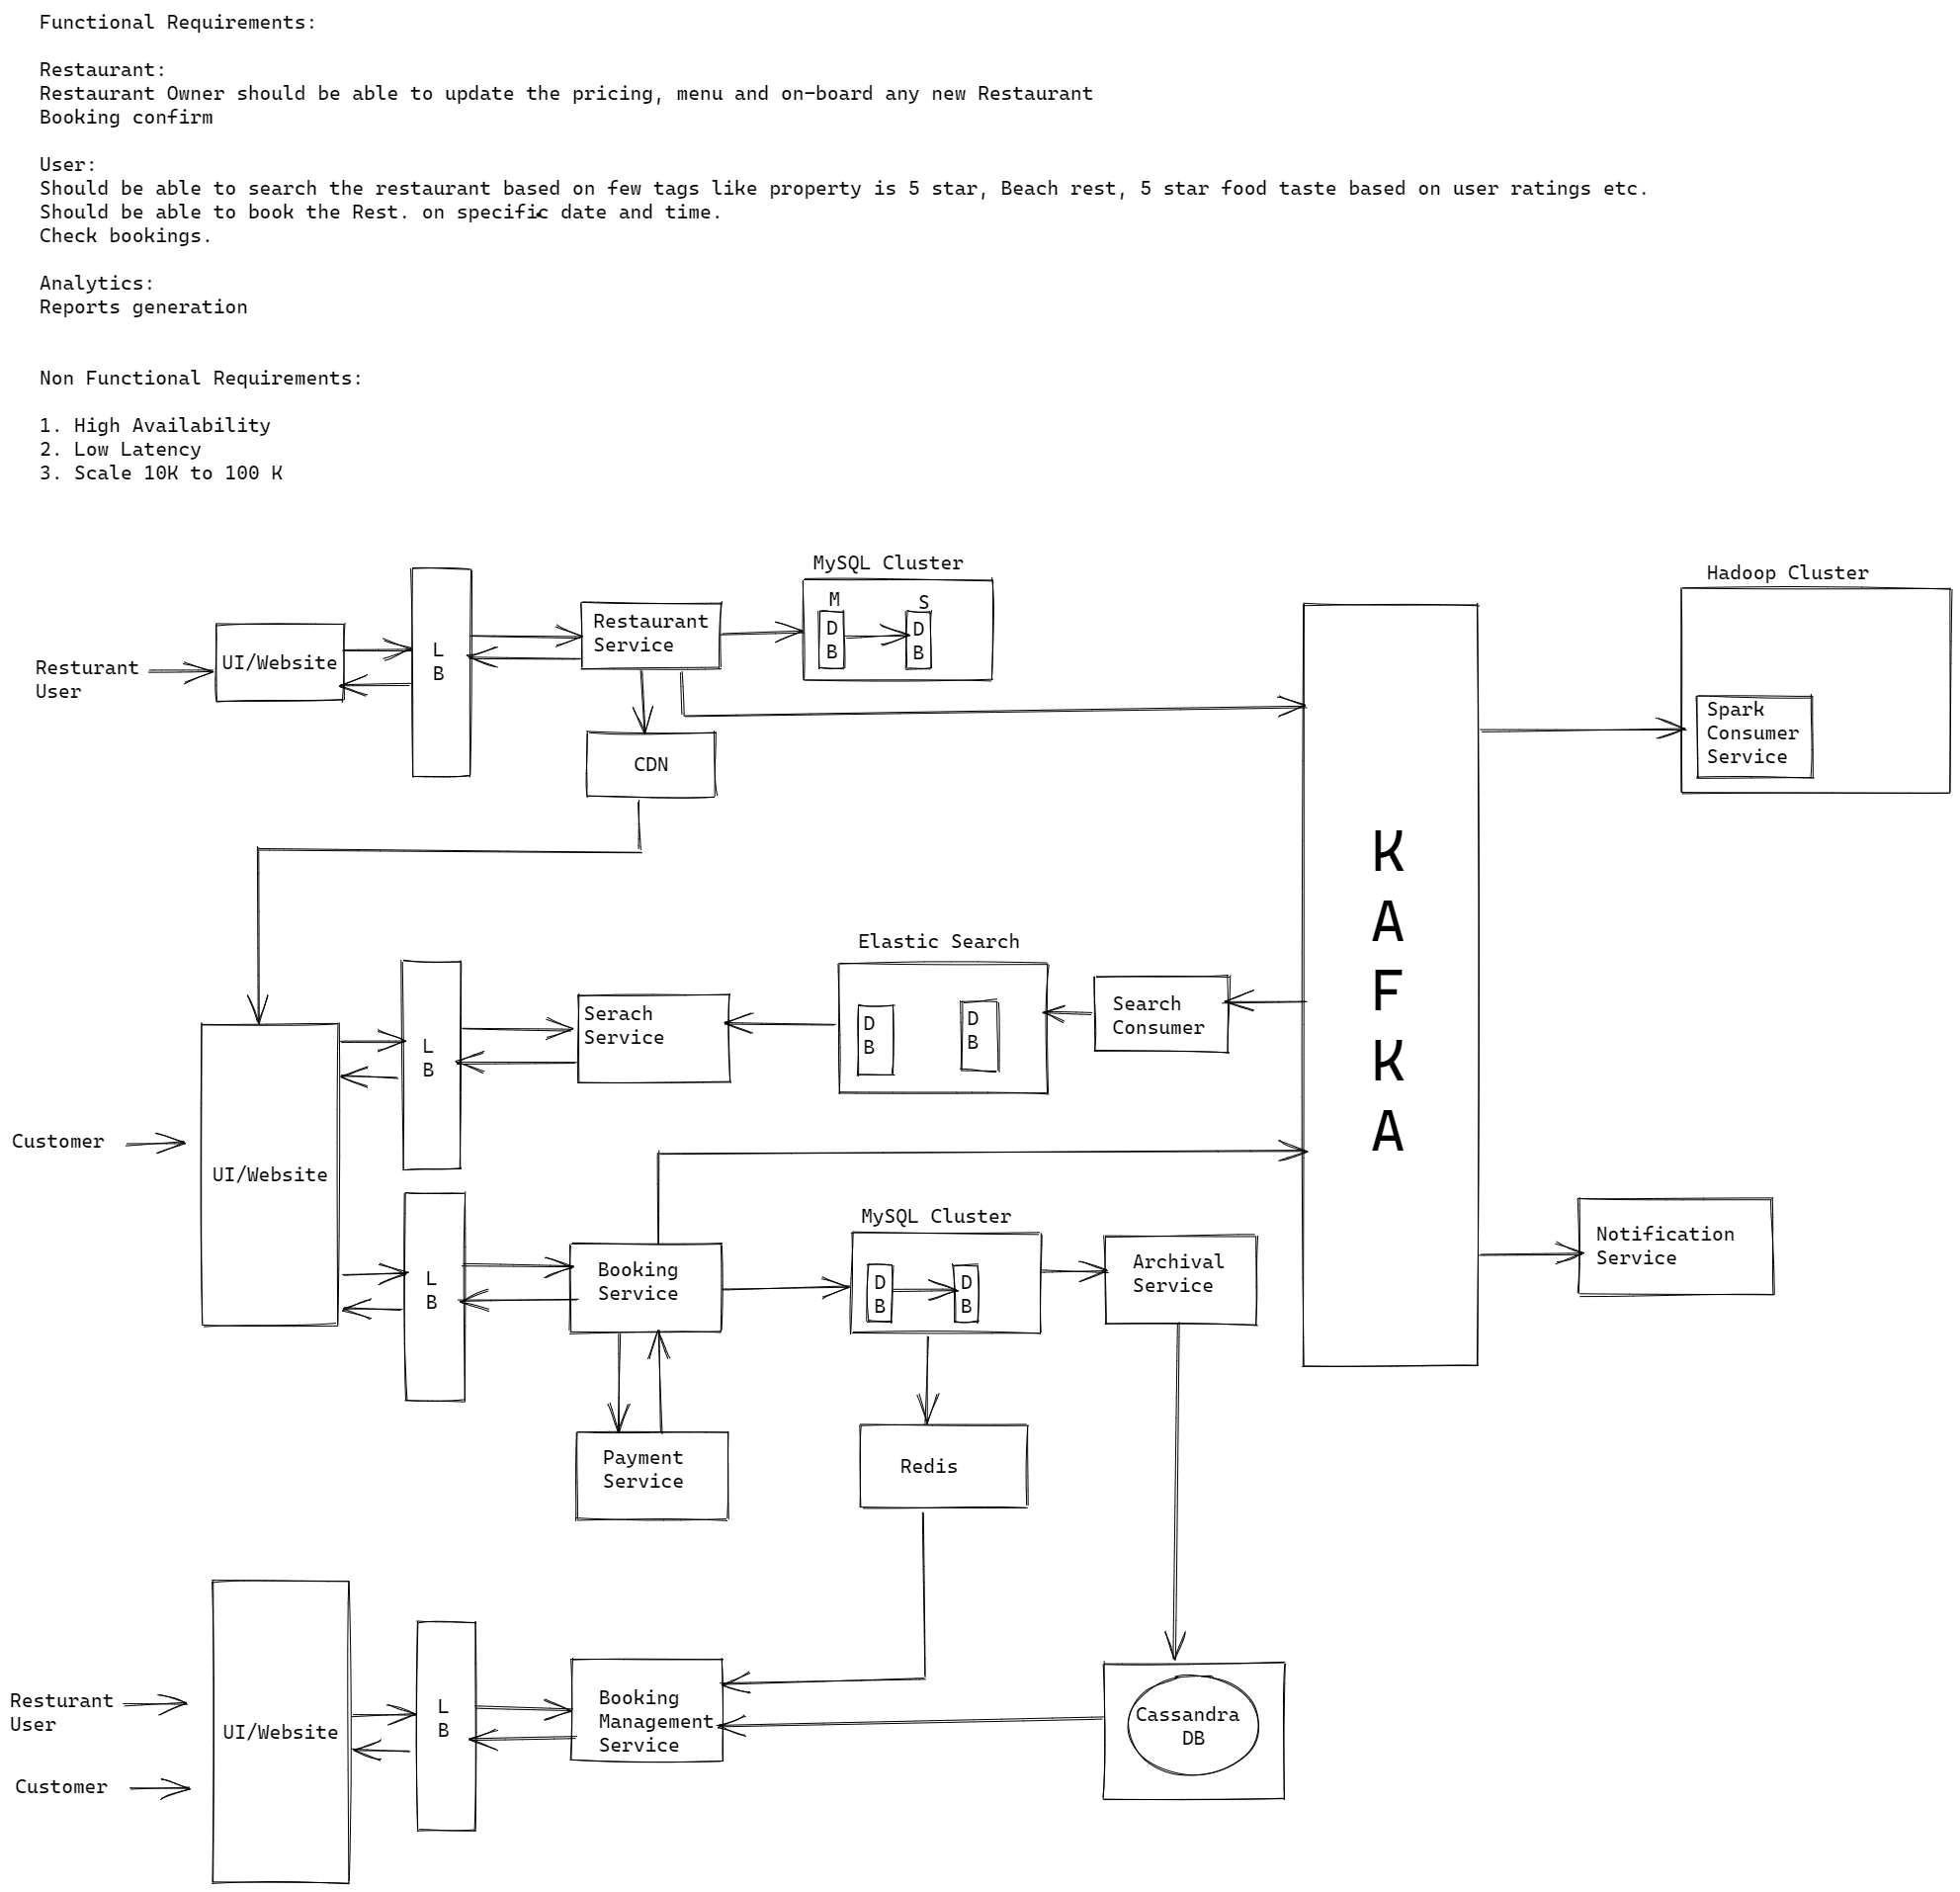 Functional Requirements:
Restaurant:
Restaurant Owner should be able to update the pricing, menu and on-board any new Restaurant
Booking confirm
User:
Should be able to search the restaurant based on few tags like property is 5 star, Beach rest, 5 star food taste based on user ratings etc.
Should be able to book the Rest. on specific date and time.
Check bookings.
Analytics:
Reports generation
Non Functional Requirements:
1. High Availability
2. Low Latency
3. Scale 10K to 100 K
MySQL Cluster
Hadoop Cluster
M
S
Restaurant
Service
D
B
D
B
L
B
UI/Website
Resturant
User
Spark
Consumer
Service
CDN
K
A
F
K
A
Elastic Search
Serach
Service
D
B
D
B
Search
Consumer
L
B
Customer
UI/Website
MySQL Cluster
Notification
Service
Booking
Service
L
B
D
B
D
B
Archival
Service
Payment
Service
Redis
Resturant
User
UI/Website
Customer
L
B
Booking
Management
Service
Cassandra
DB